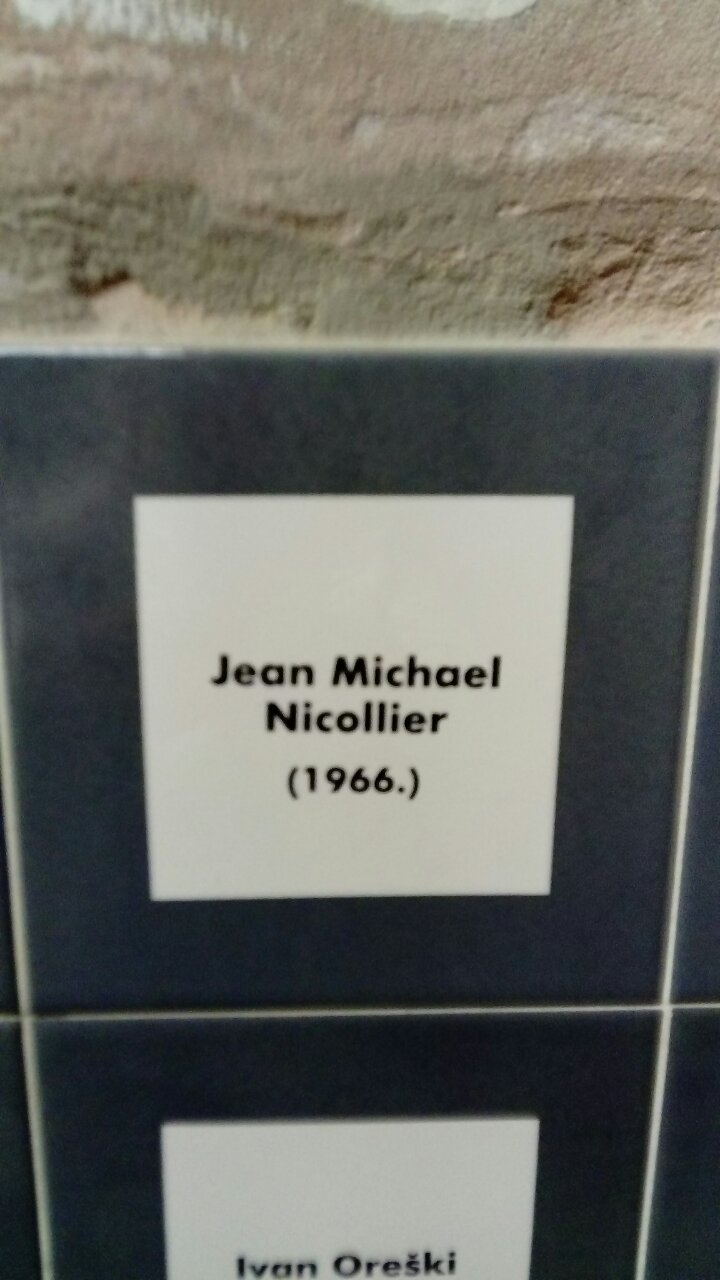 Jean Michael
Nicollier
(1966.)
Ivan Oreški